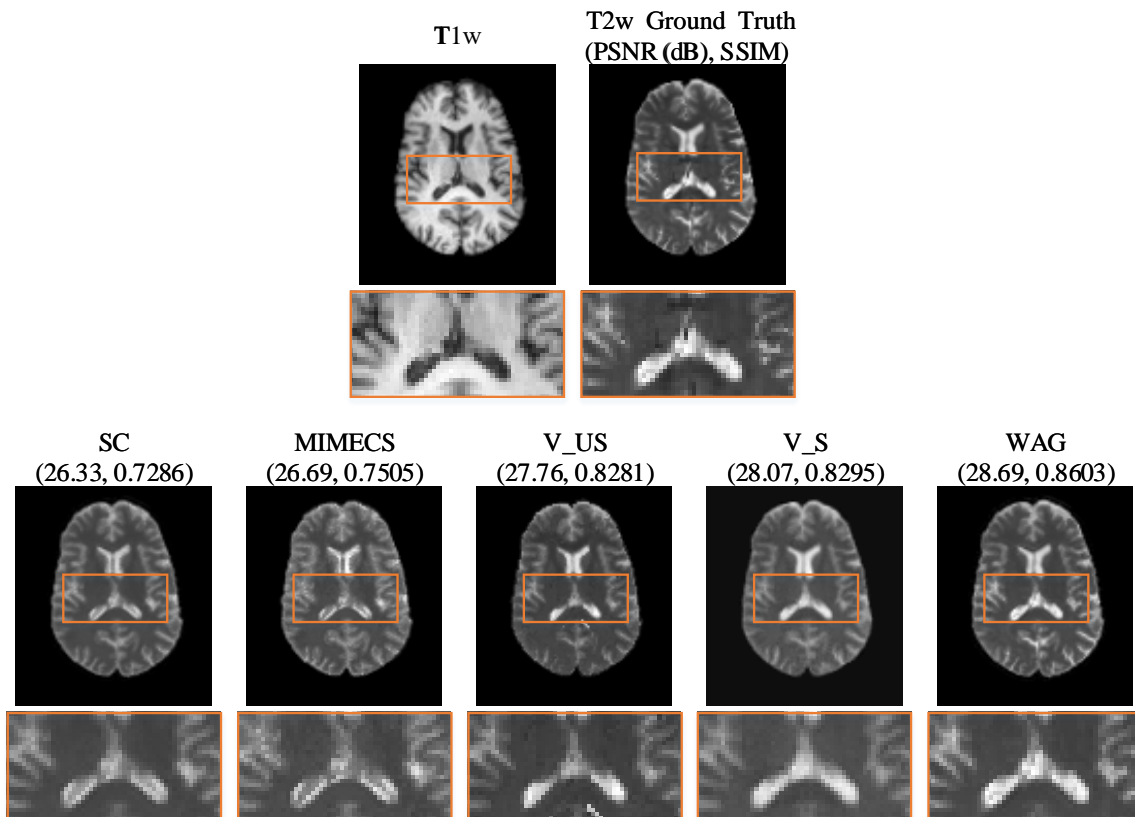 T1w
T2w Ground Truth
(PSNR (dB), SSIM)
SC
(26.33, 0.7286)
MIMECS
(26.69, 0.7505)
V_US
(27.76, 0.8281)
V_S
(28.07, 0.8295)
WAG
(28.69, 0.8603)